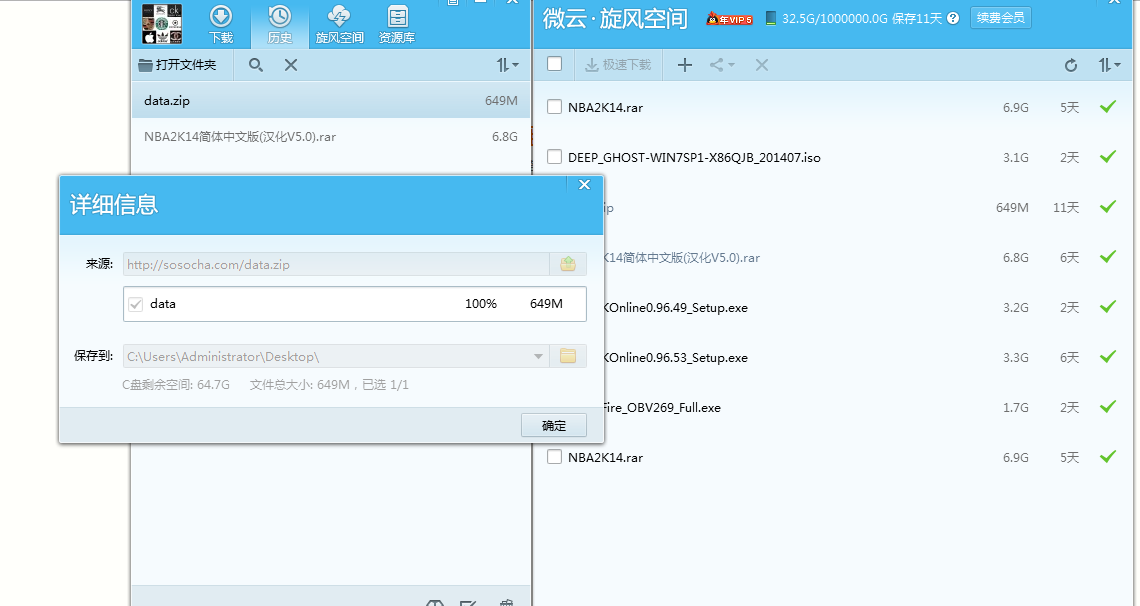 下载
历史
旋风空间
资源库
打开文件夹
data.zip 649M
NBA2K14简体中文版(汉化V5.0).rar 6.8G
详细信息
来源: http://sosocha.com/data.zip
data 100% 649M
保存到: C:\Users\Administrator\Desktop\
C盘剩余空间: 64.7G 文件总大小: 649M，已选 1/1
确定
微云·旋风空间 年VIP 5 32.5G/1000000.0G 保存11天 续费会员
极速下载
NBA2K14.rar 6.9G 5天
DEEP_GHOST-WIN7SP1-X86QJB_201407.iso 3.1G 2天
ip 649M 11天
K14简体中文版(汉化V5.0).rar 6.8G 6天
KOnline0.96.49_Setup.exe 3.2G 2天
KOnline0.96.53_Setup.exe 3.3G 6天
Fire_OBV269_Full.exe 1.7G 2天
NBA2K14.rar 6.9G 5天